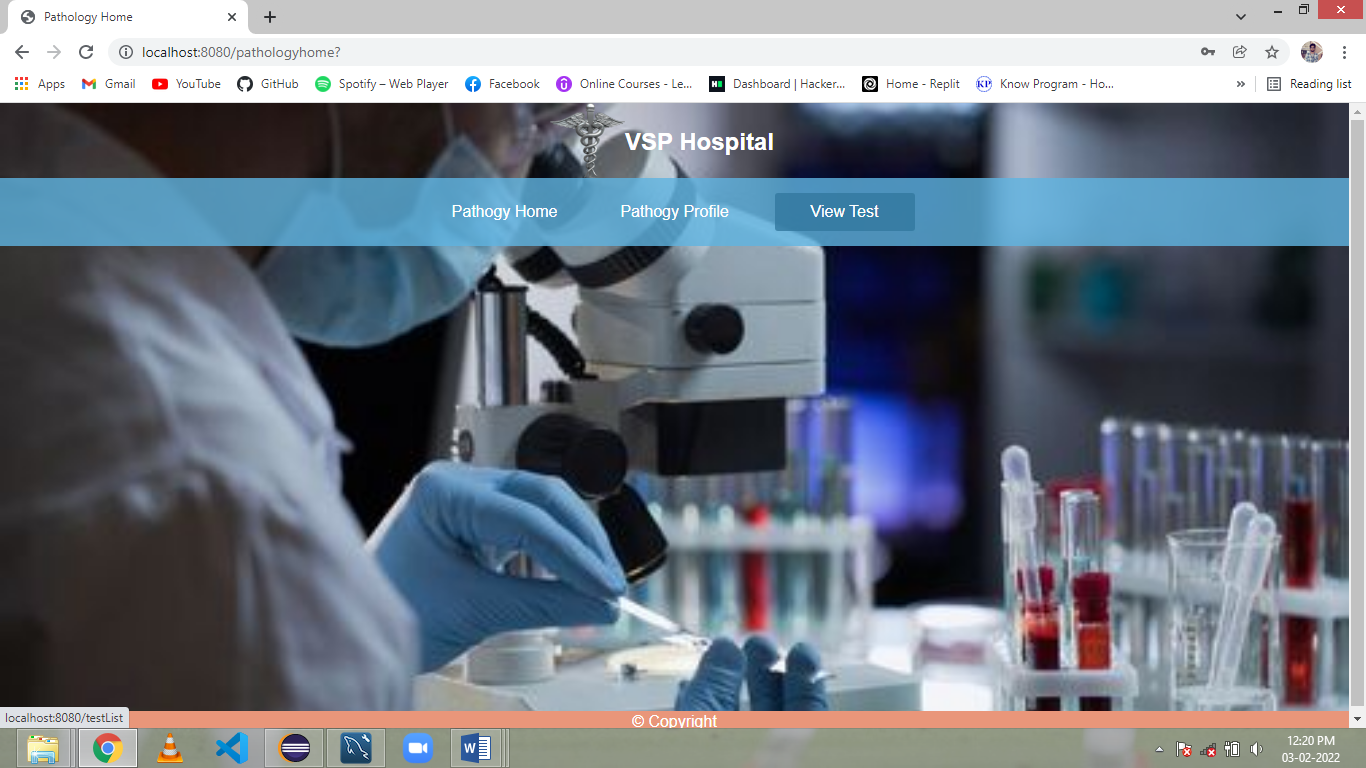 Pathology Home
localhost:8080/pathologyhome?
Apps
Gmail
YouTube
GitHub
Spotify – Web Player
Facebook
Online Courses - Le...
Dashboard | Hacker...
Home - Replit
Know Program - Ho...
»
Reading list
VSP Hospital
Pathogy Home
Pathogy Profile
View Test
localhost:8080/testList
© Copyright
12:20 PM
03-02-2022